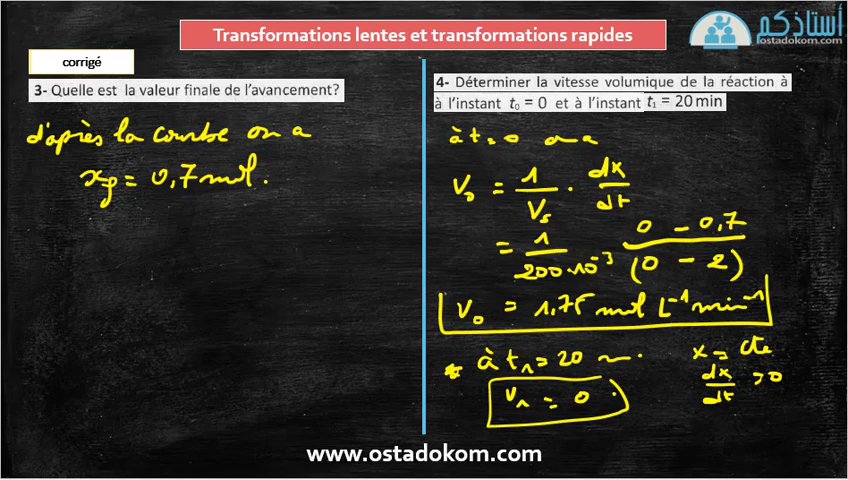 أستاذكم
ostadokom.com
Transformations lentes et transformations rapides
corrigé
3- Quelle est la valeur finale de l'avancement?
d'après la courbe on a
xf = 0,7 mol.
4- Déterminer la vitesse volumique de la réaction à
à l'instant t₀ = 0 et à l'instant t₁ = 20 min
à t=0 on a
V₀ = 1/Vs · dx/dt
= 1/200·10⁻³ 0 - 0,7/(0 - 2)
V₀ = 1,75 mol L⁻¹ min⁻¹
* à t₁ = 20 x = cte
dx/dt
V₁ = 0
www.ostadokom.com